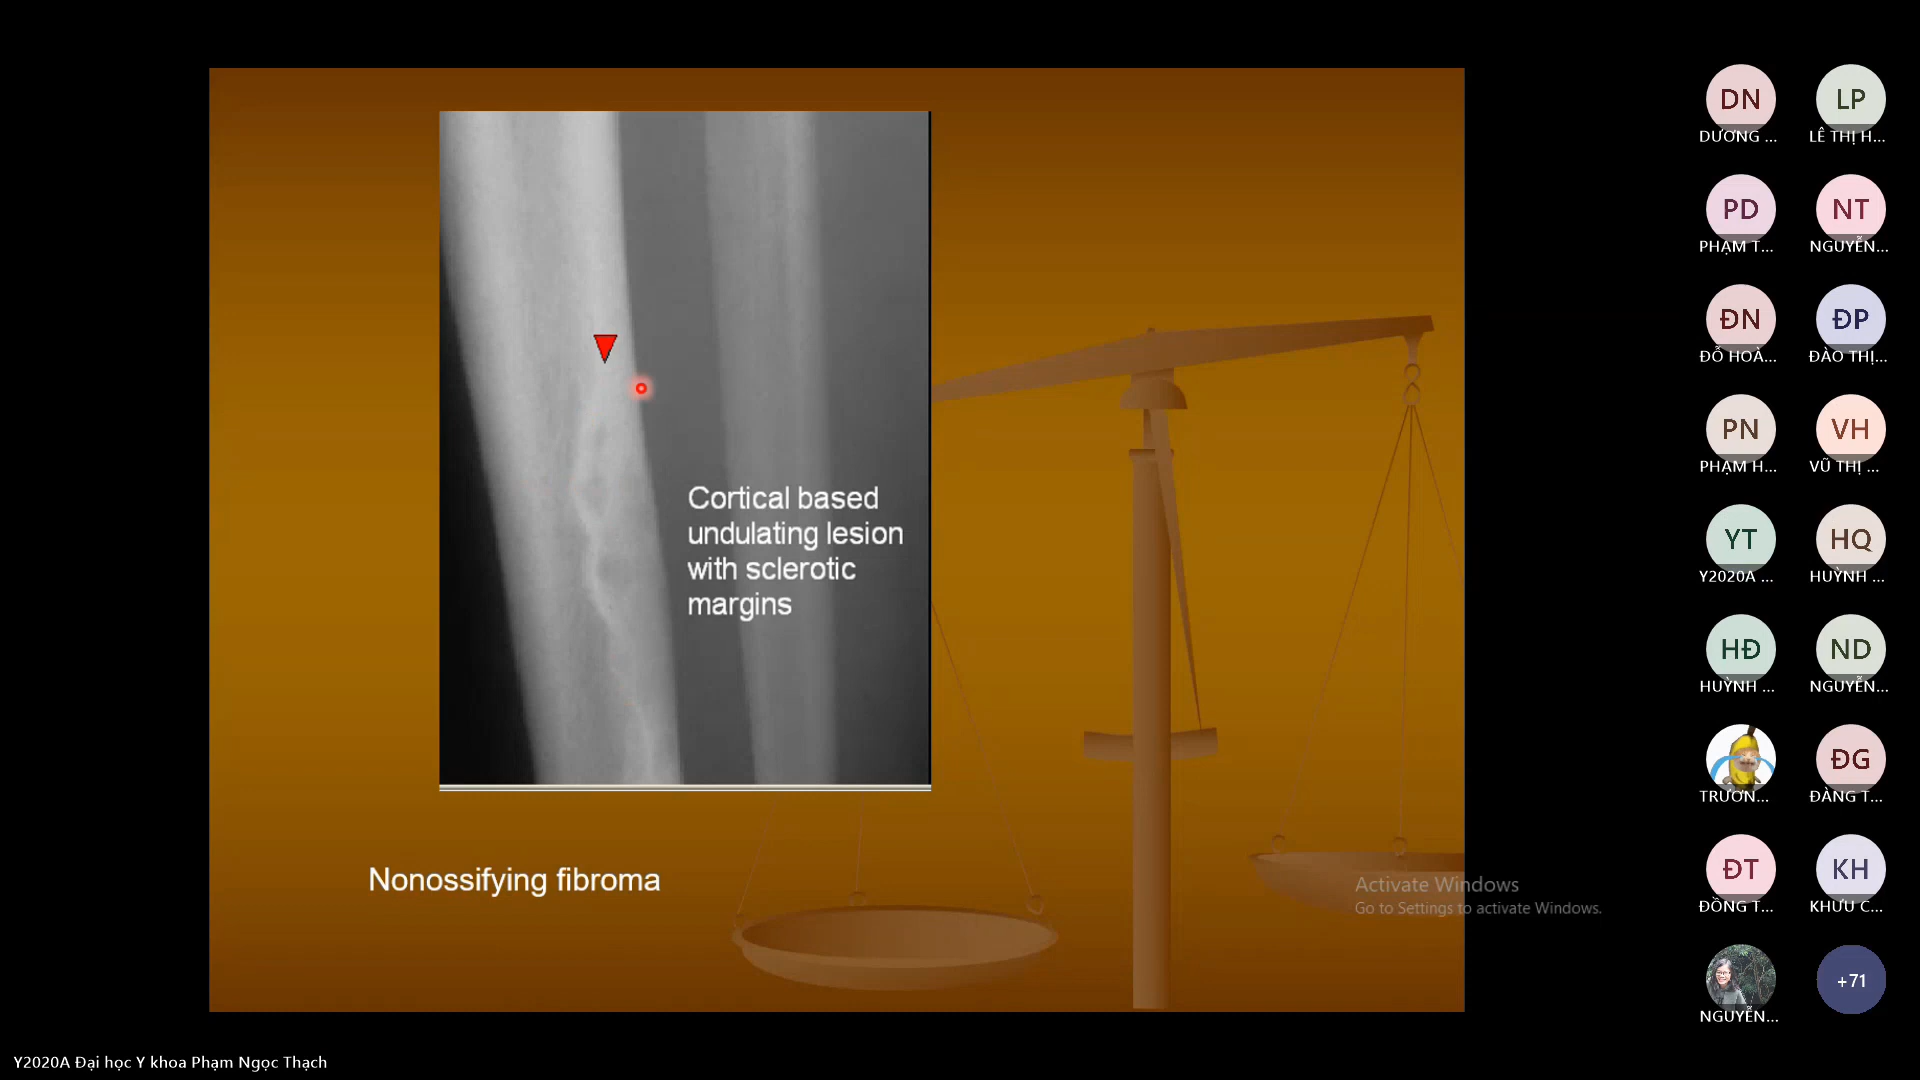 Cortical based
undulating lesion
with sclerotic
margins
Nonossifying fibroma
Activate Windows
Go to Settings to activate Windows.
DN
DƯƠNG ...
LP
LÊ THỊ H...
PD
PHẠM T...
NT
NGUYỄN...
ĐN
ĐỖ HOÀ...
ĐP
ĐÀO THỊ...
PN
PHẠM H...
VH
VŨ THỊ ...
YT
Y2020A ...
HQ
HUỲNH ...
HĐ
HUỲNH ...
ND
NGUYỄN...
TRƯƠN...
ĐG
ĐÀNG T...
ĐT
ĐỒNG T...
KH
KHƯU C...
NGUYỄN...
+71
Y2020A Đại học Y khoa Phạm Ngọc Thạch